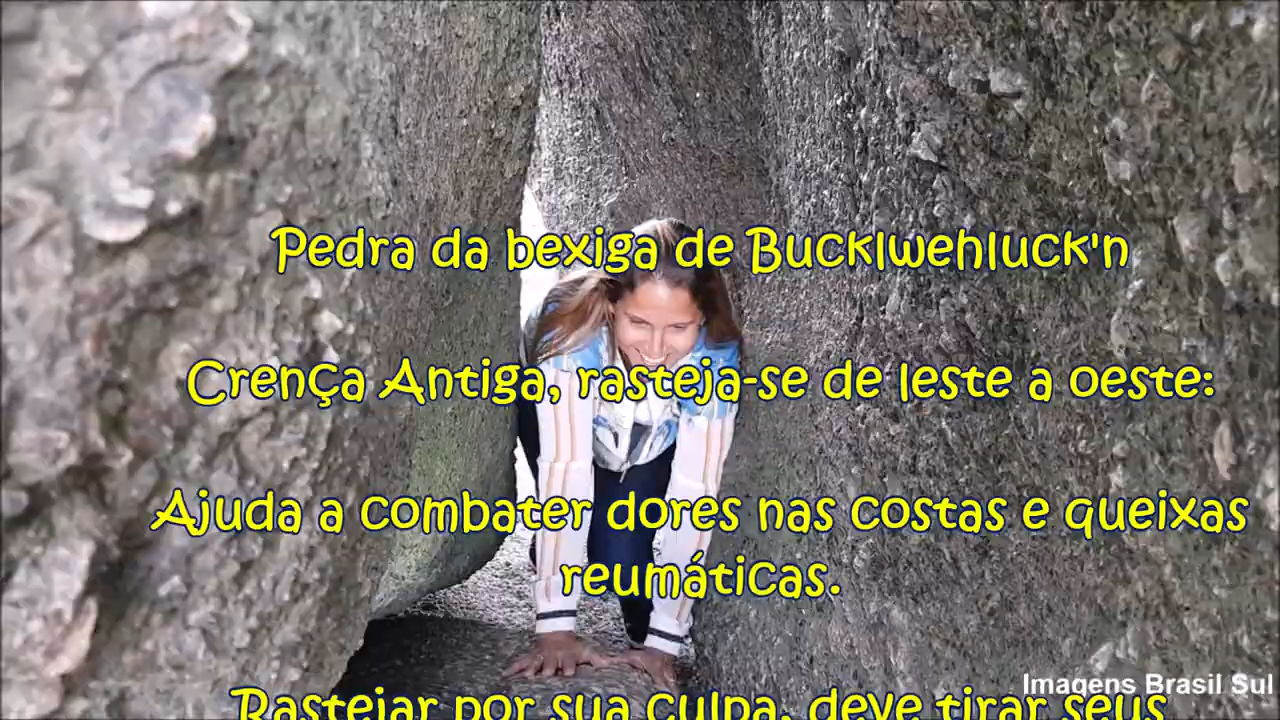 Pedra da bexiga de Bucklwehluck'n
Crença Antiga, rasteja-se de leste a oeste:
Ajuda a combater dores nas costas e queixas
reumáticas.
Rastejar por sua culpa, deve tirar seus
Imagens Brasil Sul